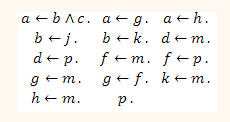 a ← b ∧ c. a ← g. a ← h.
b ← j. b ← k. d ← m.
d ← p. f ← m. f ← p.
g ← m. g ← f. k ← m.
h ← m. p.